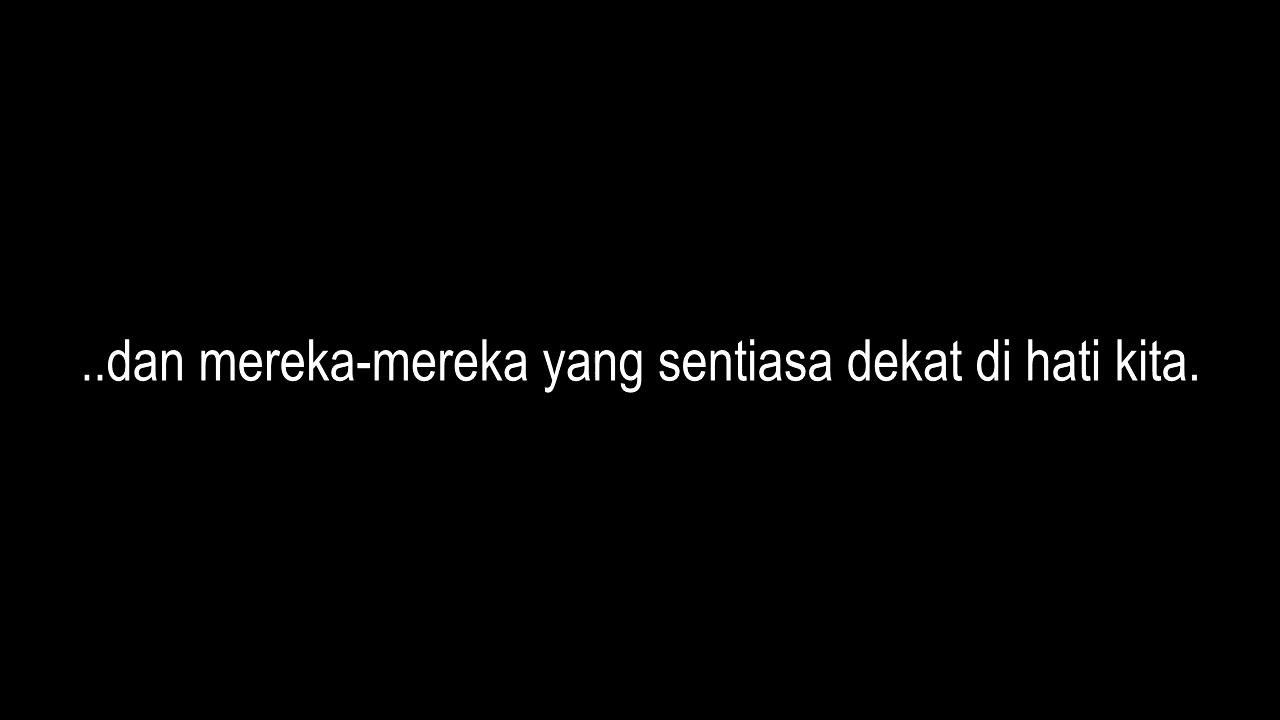 ..dan mereka-mereka yang sentiasa dekat di hati kita.